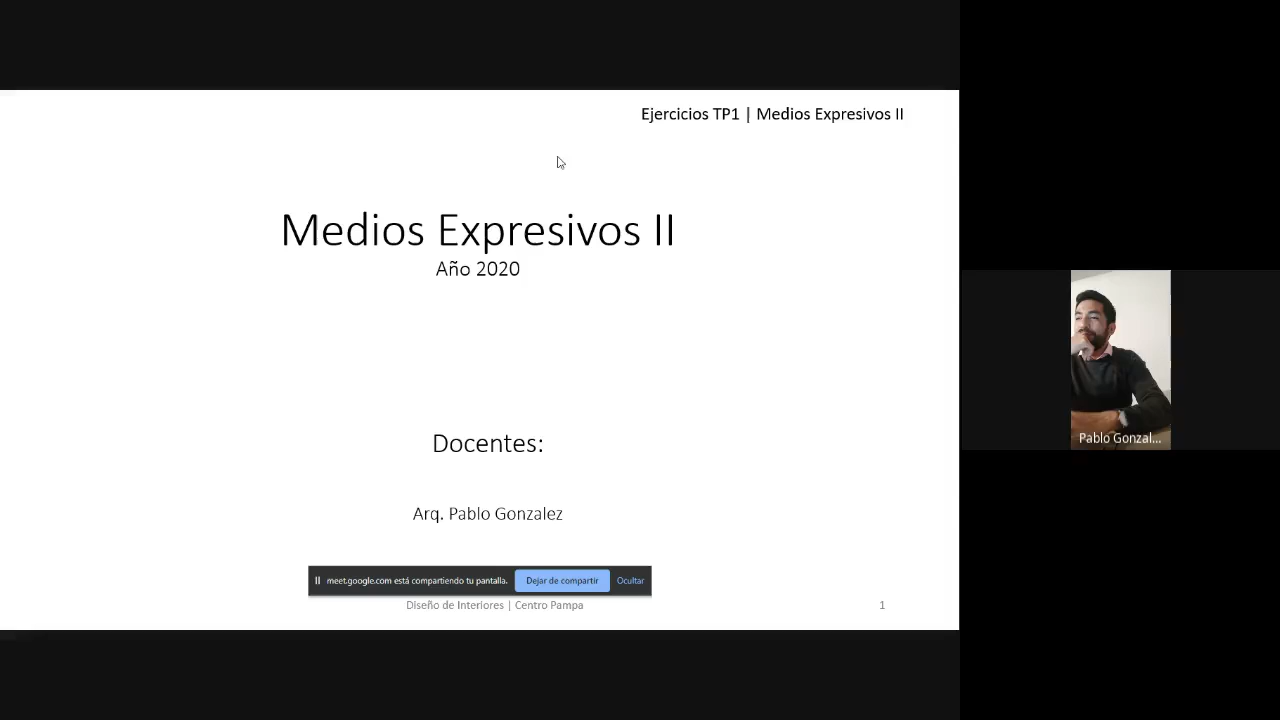 Ejercicios TP1 | Medios Expresivos II
Medios Expresivos II
Año 2020
Docentes:
Arq. Pablo Gonzalez
meet.google.com está compartiendo tu pantalla. Dejar de compartir Ocultar
Diseño de Interiores | Centro Pampa 1
Pablo Gonzal...